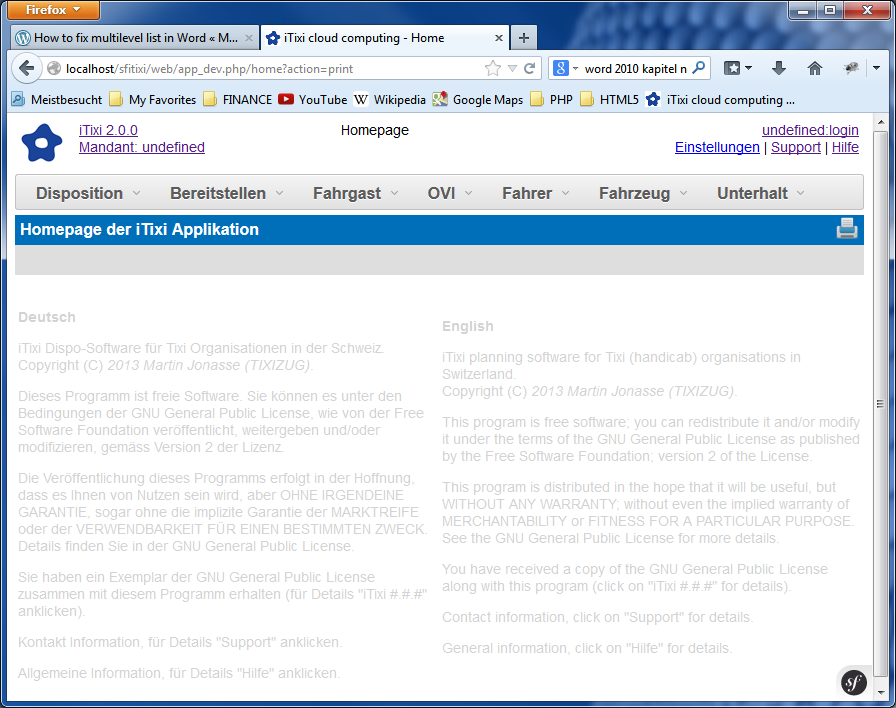 Firefox
How to fix multilevel list in Word « M...
iTixi cloud computing - Home
localhost/sfitixi/web/app_dev.php/home?action=print
8
word 2010 kapitel n
Meistbesucht
My Favorites
FINANCE
YouTube
W
Wikipedia
Google Maps
PHP
HTML5
iTixi cloud computing ...
iTixi 2.0.0
Homepage
undefined:login
Mandant: undefined
Einstellungen | Support | Hilfe
Disposition
Bereitstellen
Fahrgast
OVI
Fahrer
Fahrzeug
Unterhalt
Homepage der iTixi Applikation
Deutsch
iTixi Dispo-Software für Tixi Organisationen in der Schweiz.
Copyright (C) 2013 Martin Jonasse (TIXIZUG).
Dieses Programm ist freie Software. Sie können es unter den
Bedingungen der GNU General Public License, wie von der Free
Software Foundation veröffentlicht, weitergeben und/oder
modifizieren, gemäss Version 2 der Lizenz.
Die Veröffentlichung dieses Programms erfolgt in der Hoffnung,
dass es Ihnen von Nutzen sein wird, aber OHNE IRGENDEINE
GARANTIE, sogar ohne die implizite Garantie der MARKTREIFE
oder der VERWENDBARKEIT FÜR EINEN BESTIMMTEN ZWECK.
Details finden Sie in der GNU General Public License.
Sie haben ein Exemplar der GNU General Public License
zusammen mit diesem Programm erhalten (für Details "iTixi #.#.#"
anklicken).
Kontakt Information, für Details "Support" anklicken.
Allgemeine Information, für Details "Hilfe" anklicken.
English
iTixi planning software for Tixi (handicab) organisations in
Switzerland.
Copyright (C) 2013 Martin Jonasse (TIXIZUG).
This program is free software; you can redistribute it and/or modify
it under the terms of the GNU General Public License as published
by the Free Software Foundation; version 2 of the License.
This program is distributed in the hope that it will be useful, but
WITHOUT ANY WARRANTY; without even the implied warranty of
MERCHANTABILITY or FITNESS FOR A PARTICULAR PURPOSE.
See the GNU General Public License for more details.
You have received a copy of the GNU General Public License
along with this program (click on "iTixi #.#.#" for details).
Contact information, click on "Support" for details.
General information, click on "Hilfe" for details.
sf